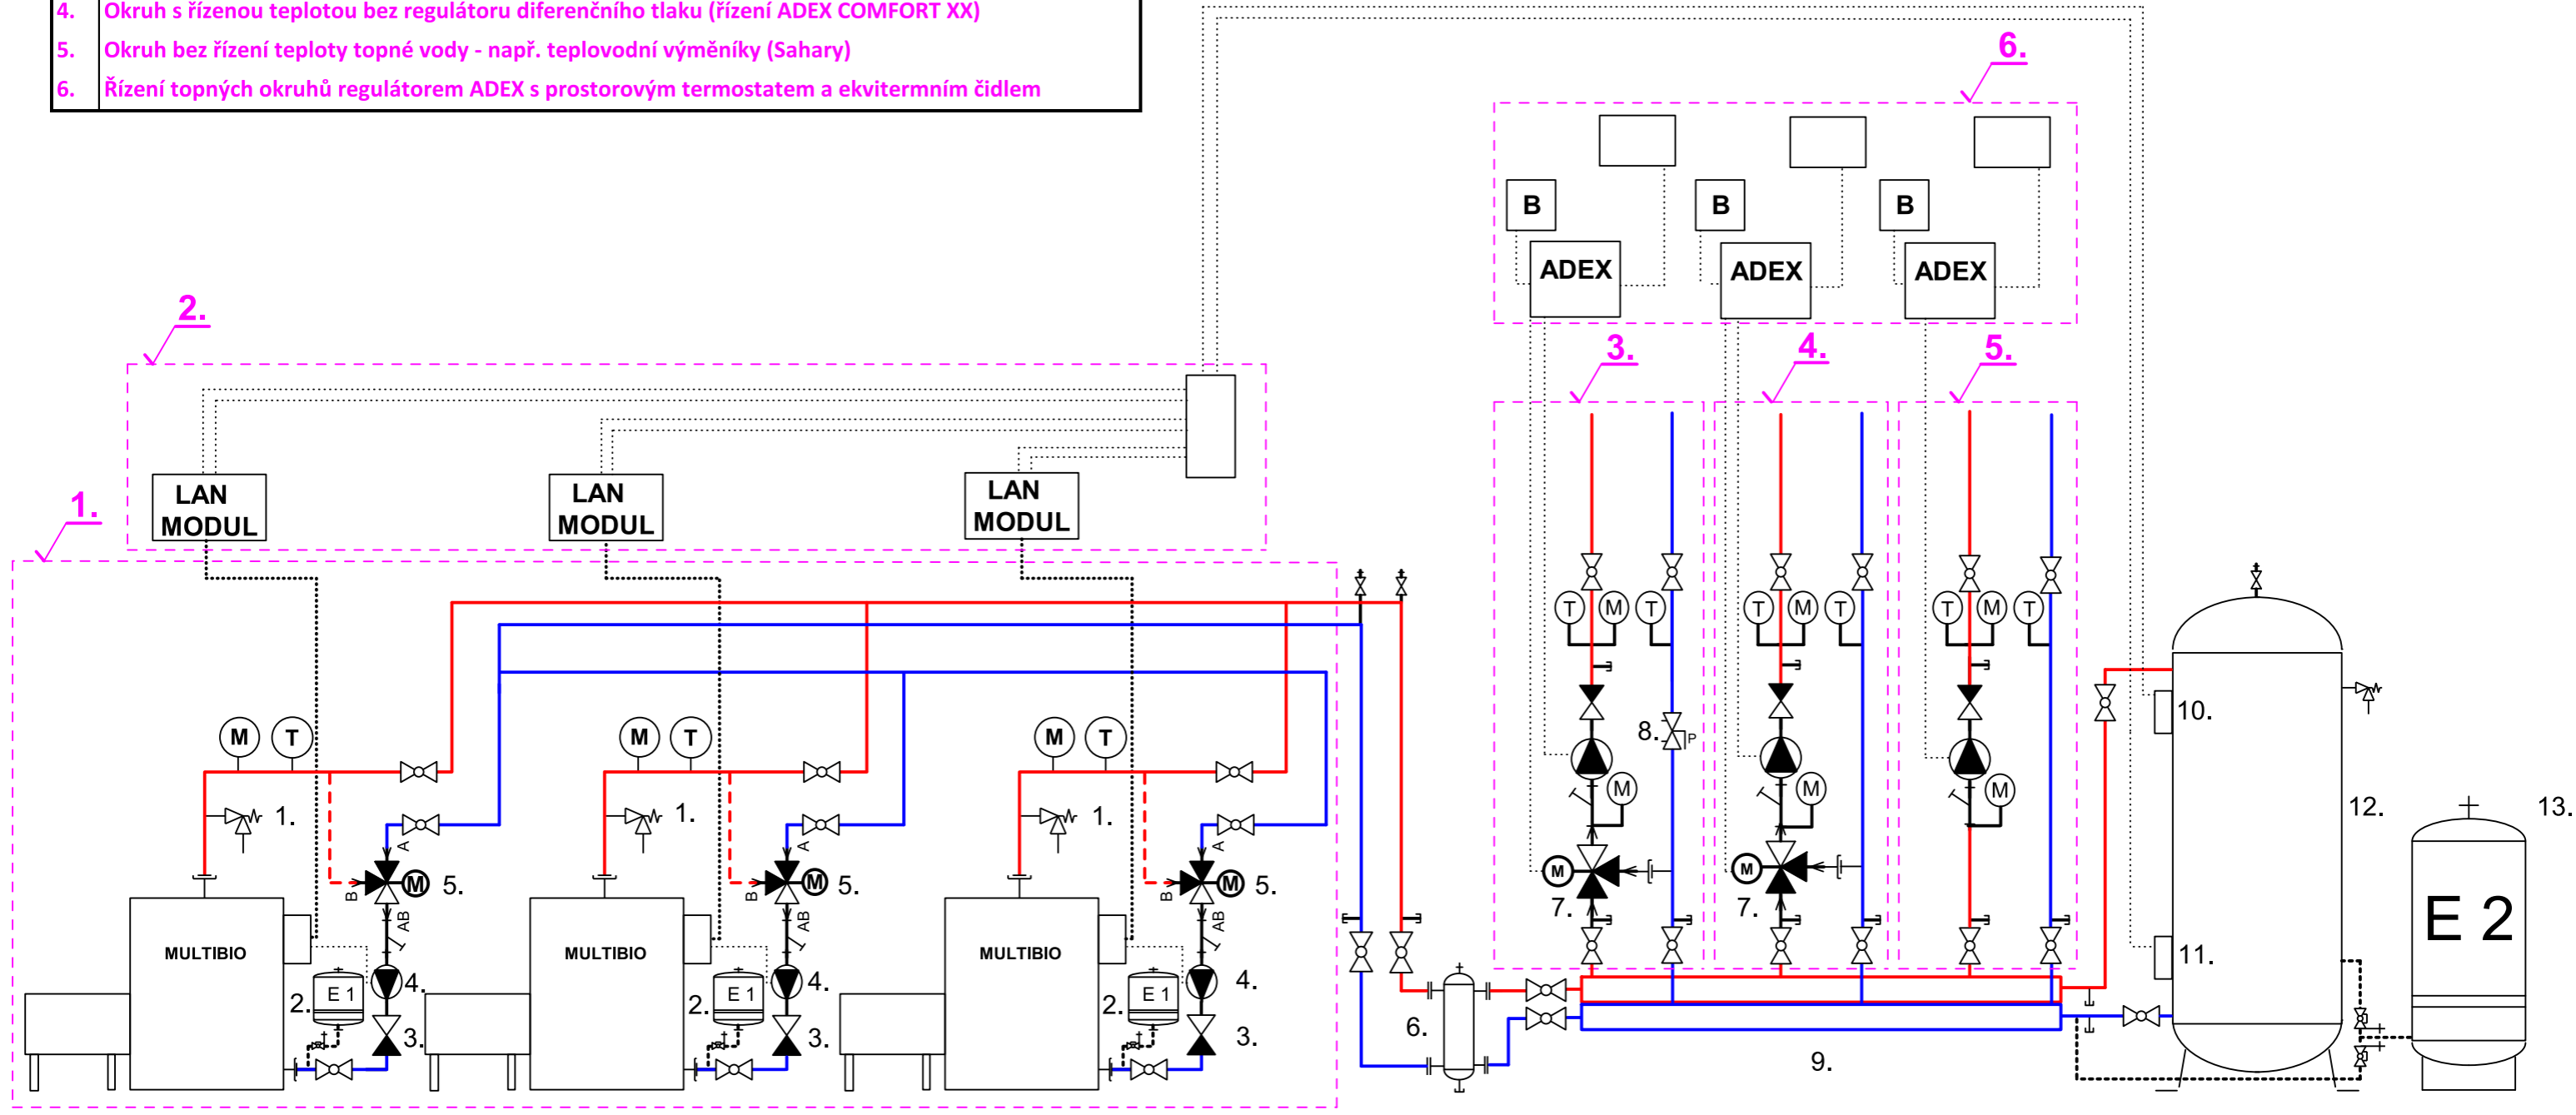 4. Okruh s řízenou teplotou bez regulátoru diferenčního tlaku (řízení ADEX COMFORT XX)
5. Okruh bez řízení teploty topné vody - např. teplovodní výměníky (Sahary)
6. Řízení topných okruhů regulátorem ADEX s prostorovým termostatem a ekvitermním čidlem
6.
B
B
B
ADEX
ADEX
ADEX
2.
3.
4.
5.
LAN
MODUL
LAN
MODUL
LAN
MODUL
1.
T
M
T
T
M
T
T
M
T
M
T
M
T
M
T
8.
P
10.
M
M
M
1.
1.
1.
12.
13.
A
A
A
M
5.
M
5.
M
5.
B
B
B
M
M
7.
7.
AB
AB
AB
E 2
MULTIBIO
MULTIBIO
MULTIBIO
11.
2.
E 1
4.
2.
E 1
4.
2.
E 1
4.
3.
3.
3.
6.
9.